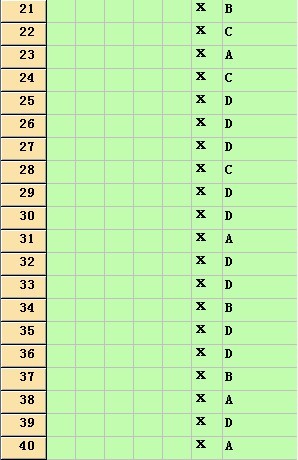 21 X B
22 X C
23 X A
24 X C
25 X D
26 X D
27 X D
28 X C
29 X D
30 X D
31 X A
32 X D
33 X D
34 X B
35 X D
36 X D
37 X B
38 X A
39 X D
40 X A